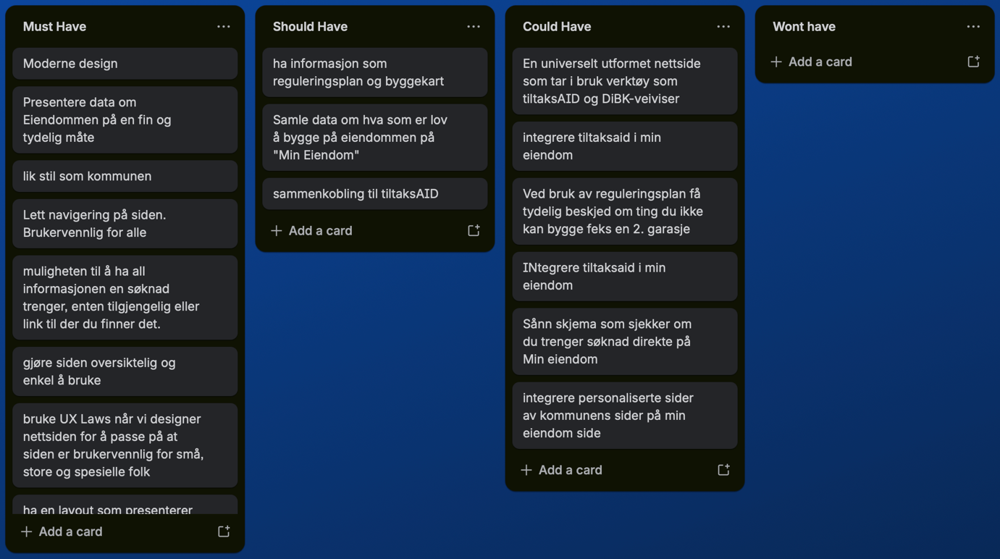 Must Have
Moderne design
Presentere data om
Eiendommen på en fin og
tydelig måte
lik stil som kommunen
Lett navigering på siden.
Brukervennlig for alle
muligheten til å ha all
informasjonen en søknad
trenger, enten tilgjengelig eller
link til der du finner det.
gjøre siden oversiktelig og
enkel å bruke
bruke UX Laws når vi designer
nettsiden for å passe på at
siden er brukervennlig for små,
store og spesielle folk
ha en layout som presenterer
Add a card
Should Have
ha informasjon som
reguleringsplan og byggekart
Samle data om hva som er lov
å bygge på eiendommen på
"Min Eiendom"
sammenkobling til tiltaksAID
Add a card
Could Have
En universelt utformet nettside
som tar i bruk verktøy som
tiltaksAID og DiBK-veiviser
integrere tiltaksaid i min
eiendom
Ved bruk av reguleringsplan få
tydelig beskjed om ting du ikke
kan bygge feks en 2. garasje
INtegrere tiltaksaid i min
eiendom
Sånn skjema som sjekker om
du trenger søknad direkte på
Min eiendom
integrere personaliserte sider
av kommunens sider på min
eiendom side
Add a card
Wont have
Add a card